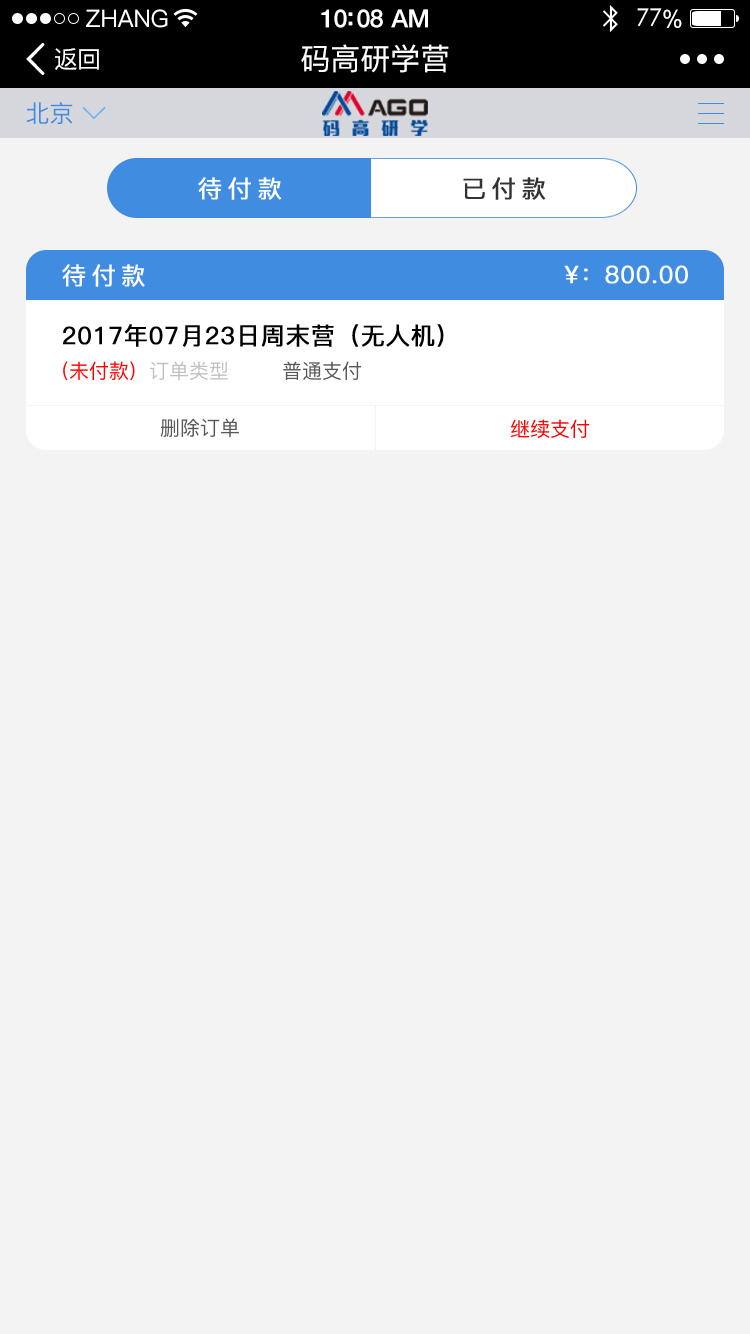 ZHANG 10:08 AM 77%
返回 码高研学营
北京 MAGO
码高研学
待付款 已付款
待付款 ¥：800.00
2017年07月23日周末营（无人机）
(未付款) 订单类型 普通支付
删除订单 继续支付